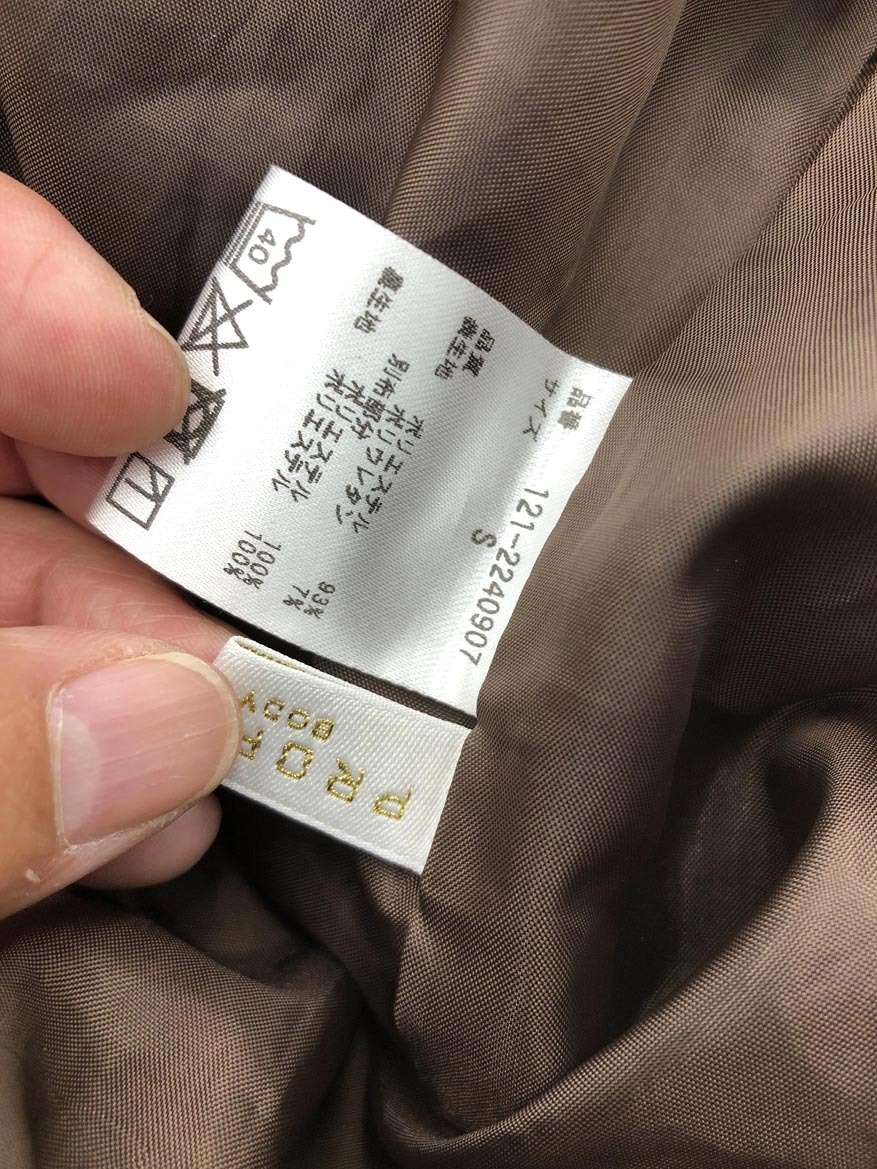 品番 121-2240907
サイズ S
品質
表生地 ポリエステル 93%
ポリウレタン 7%
別布部分 ポリエステル 100%
裏生地 ポリエステル 100%
40
PROP
BODY